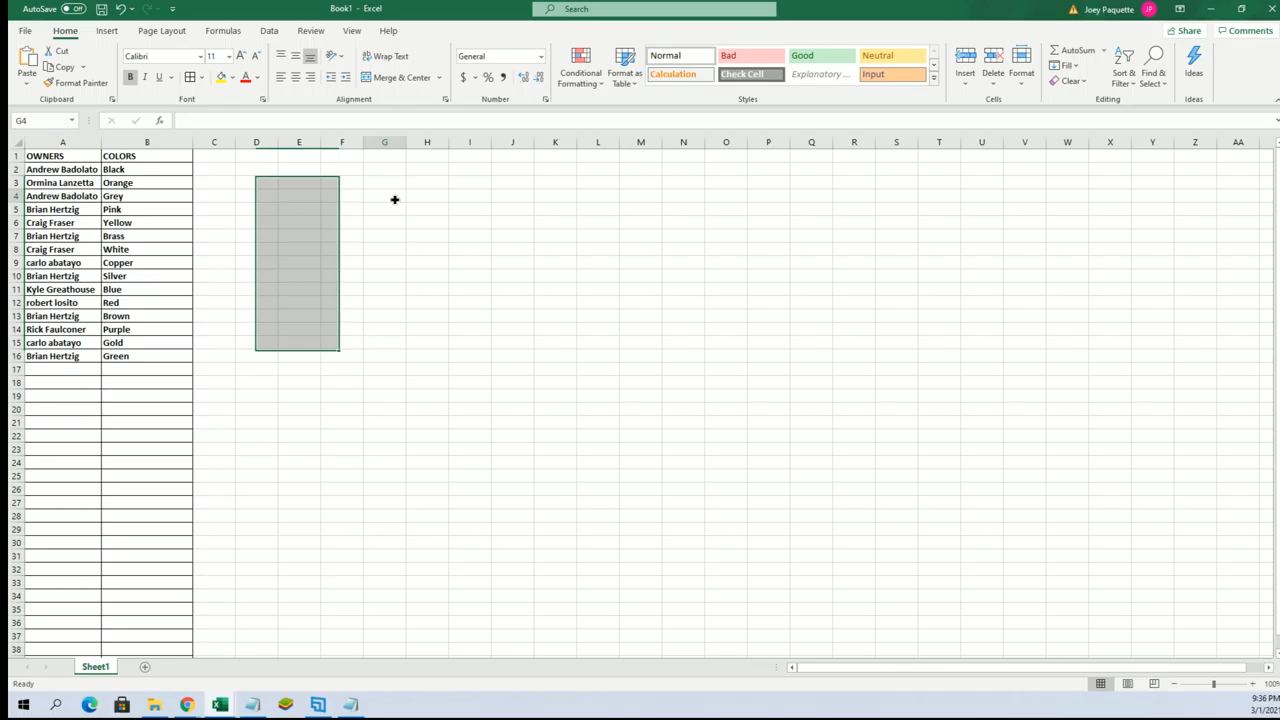 AutoSave Off Book1 - Excel Search Joey Paquette JP
File Home Insert Page Layout Formulas Data Review View Help Share Comments
Cut Calibri 11 A A Wrap Text General Normal Bad Good Neutral AutoSum
Copy Fill
Paste Format Painter B I U A Merge & Center $ % Conditional Formatting Format as Table Calculation Check Cell Explanatory ... Input Insert Delete Format Clear Sort & Filter Find & Select Ideas
Clipboard Font Alignment Number Styles Cells Editing Ideas
G4 fx
A B C D E F G H I J K L M N O P Q R S T U V W X Y Z AA
1 OWNERS COLORS
2 Andrew Badolato Black
3 Ormina Lanzetta Orange
4 Andrew Badolato Grey
5 Brian Hertzig Pink
6 Craig Fraser Yellow
7 Brian Hertzig Brass
8 Craig Fraser White
9 carlo abatayo Copper
10 Brian Hertzig Silver
11 Kyle Greathouse Blue
12 robert losito Red
13 Brian Hertzig Brown
14 Rick Faulconer Purple
15 carlo abatayo Gold
16 Brian Hertzig Green
17
18
19
20
21
22
23
24
25
26
27
28
29
30
31
32
33
34
35
36
37
38
Sheet1
Ready 100%
9:36 PM
3/1/2021